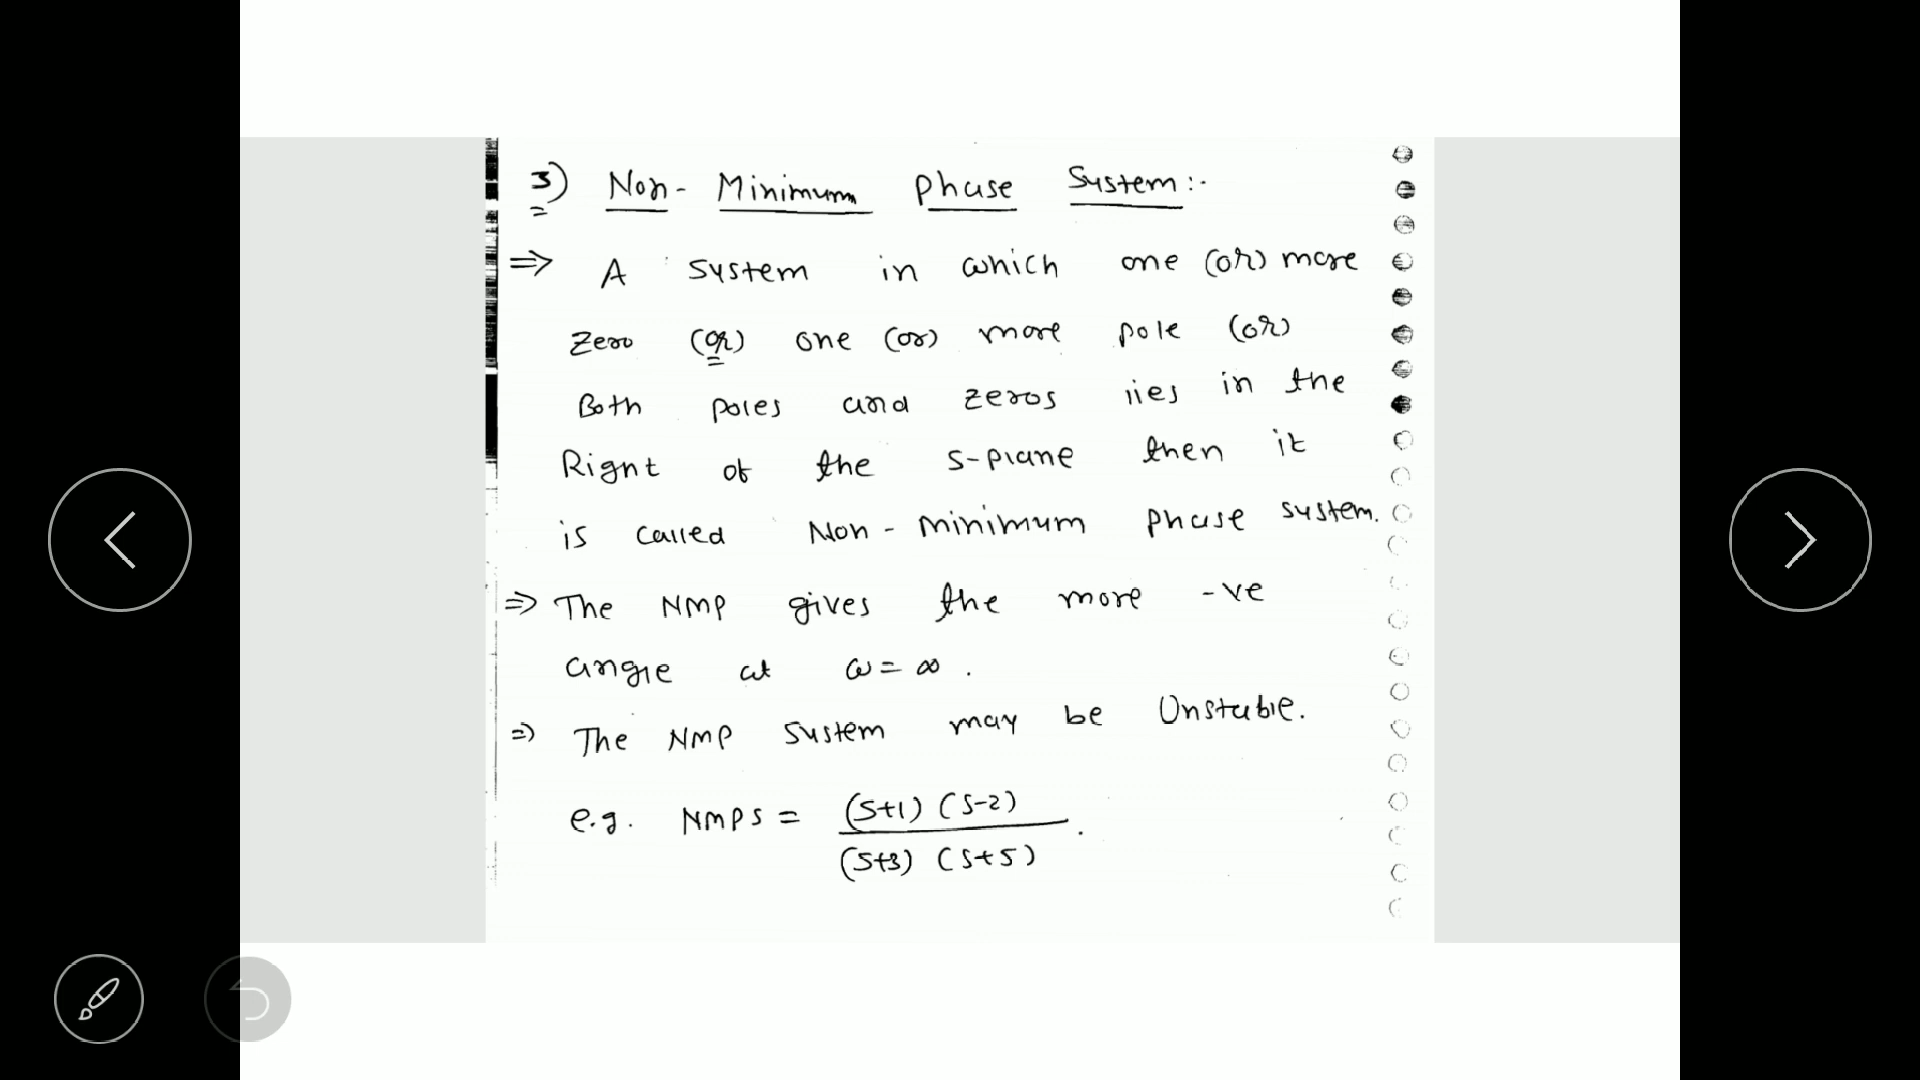 3) Non-Minimum Phase System:-
⇒ A system in which one (or) more
zero (or) one (or) more pole (or)
Both poles and zeros lies in the
Right of the s-plane then it
is called Non-minimum phase system.
⇒ The NMP gives the more -ve
angle at ω=∞.
⇒ The NMP system may be Unstable.
e.g. NMPS = (S+1) (S-2)
(S+3) (S+5).